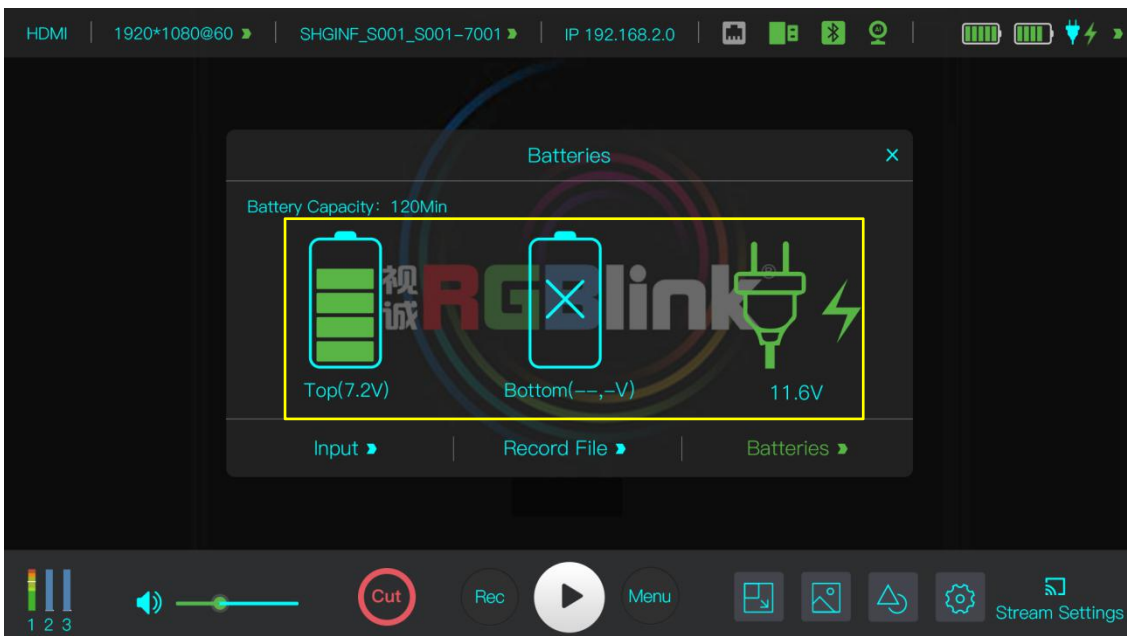 HDMI 1920*1080@60 SHGINF_S001_S001-7001 IP 192.168.2.0 AI
Batteries ×
Battery Capacity: 120Min
视诚 RGBlink ®
Top(7.2V) Bottom(--,-V) 11.6V
Input Record File Batteries
Cut Rec Menu
Stream Settings
1 2 3